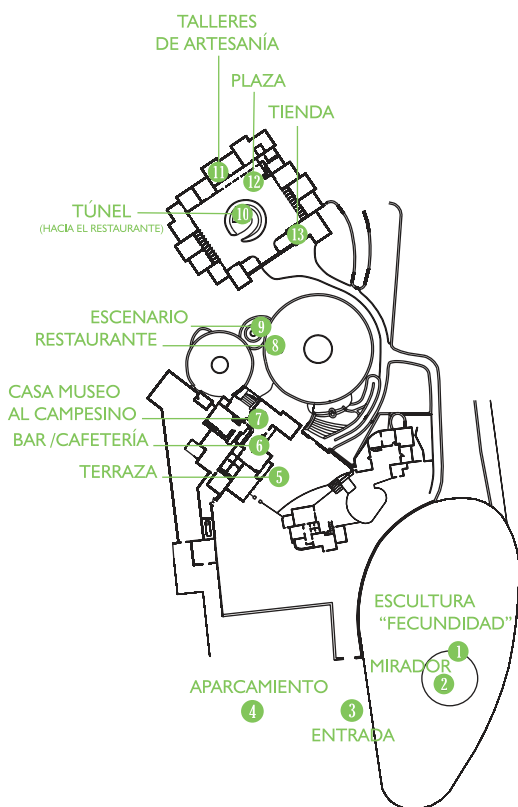 TALLERES
DE ARTESANÍA
PLAZA
TIENDA
11
12
TÚNEL
(HACIA EL RESTAURANTE)
10
13
ESCENARIO
9
RESTAURANTE
8
CASA MUSEO
AL CAMPESINO
7
BAR /CAFETERÍA
6
TERRAZA
5
ESCULTURA
"FECUNDIDAD"
1
MIRADOR
2
APARCAMIENTO
4
3
ENTRADA